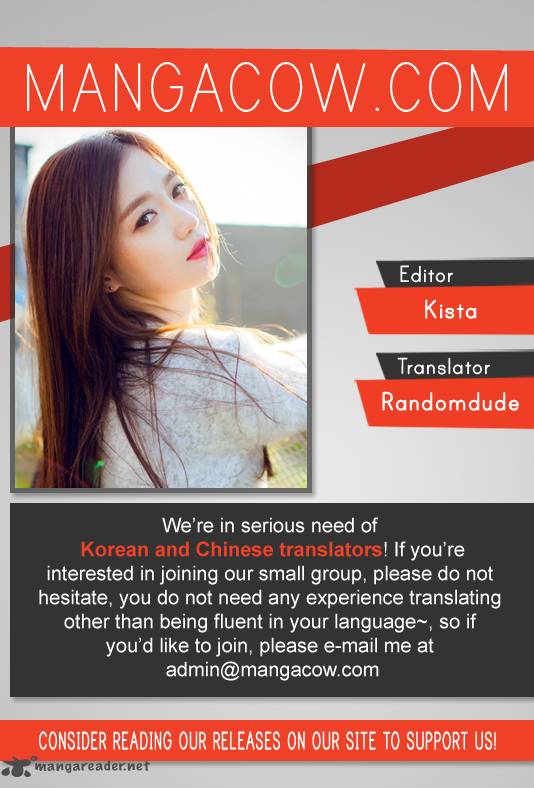 MANGACOW.COM
Editor
Kista
Translator
Randomdude
We're in serious need of
Korean and Chinese translators! If you're
interested in joining our small group, please do not
hesitate, you do not need any experience translating
other than being fluent in your language~, so if
you'd like to join, please e-mail me at
admin@mangacow.com
CONSIDER READING OUR RELEASES ON OUR SITE TO SUPPORT US!
mangareader.net